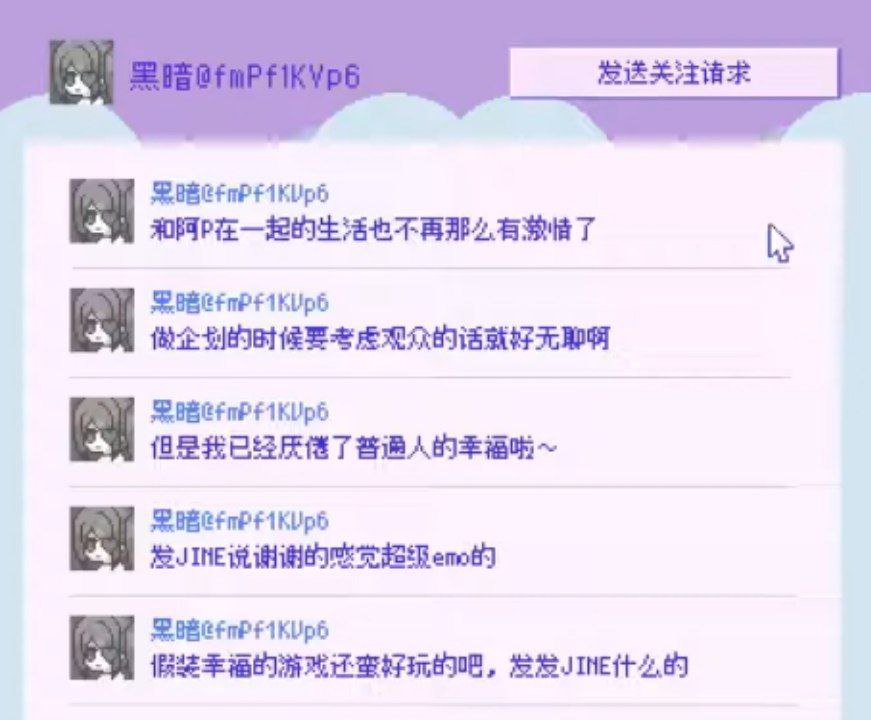 黑暗@fmPf1KVp6
发送关注请求
黑暗@fmPf1KVp6
和阿P在一起的生活也不再那么有激情了
黑暗@fmPf1KVp6
做企划的时候要考虑观众的话就好无聊啊
黑暗@fmPf1KVp6
但是我已经厌倦了普通人的幸福啦～
黑暗@fmPf1KVp6
发JINE说谢谢的感觉超级emo的
黑暗@fmPf1KVp6
假装幸福的游戏还蛮好玩的吧，发发JINE什么的